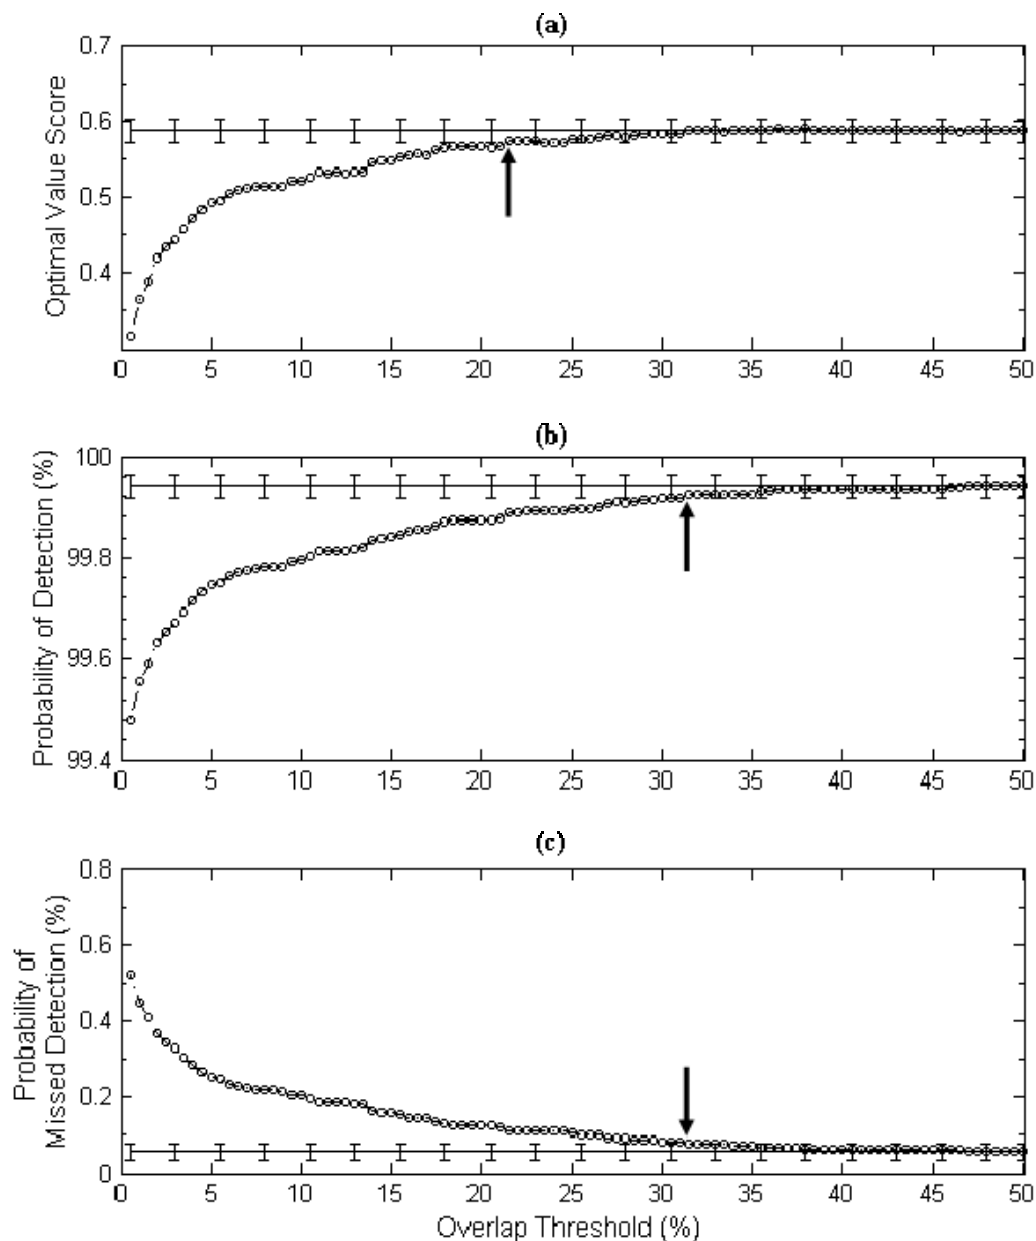 (a)
Optimal Value Score
0.7
0.6
0.5
0.4
0 5 10 15 20 25 30 35 40 45 50
(b)
Probability of Detection (%)
100
99.8
99.6
99.4
0 5 10 15 20 25 30 35 40 45 50
(c)
Probability of
Missed Detection (%)
0.8
0.6
0.4
0.2
0
0 5 10 15 20 25 30 35 40 45 50
Overlap Threshold (%)